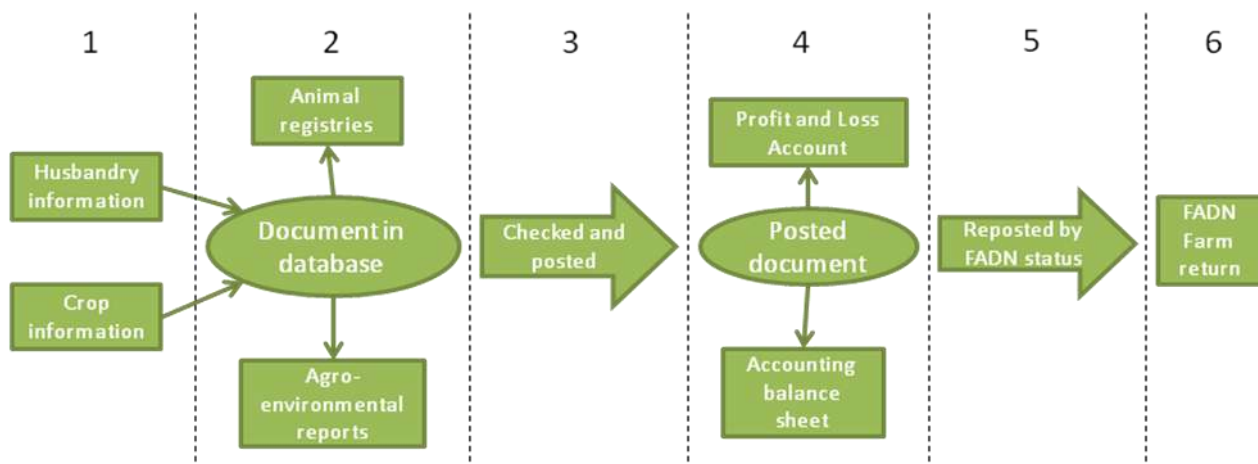 1
2
3
4
5
6
Husbandry
information
Crop
information
Animal
registries
Document in
database
Agro-
environmental
reports
Checked and
posted
Profit and Loss
Account
Posted
document
Accounting
balance
sheet
Reposted by
FADN status
FADN
Farm
return